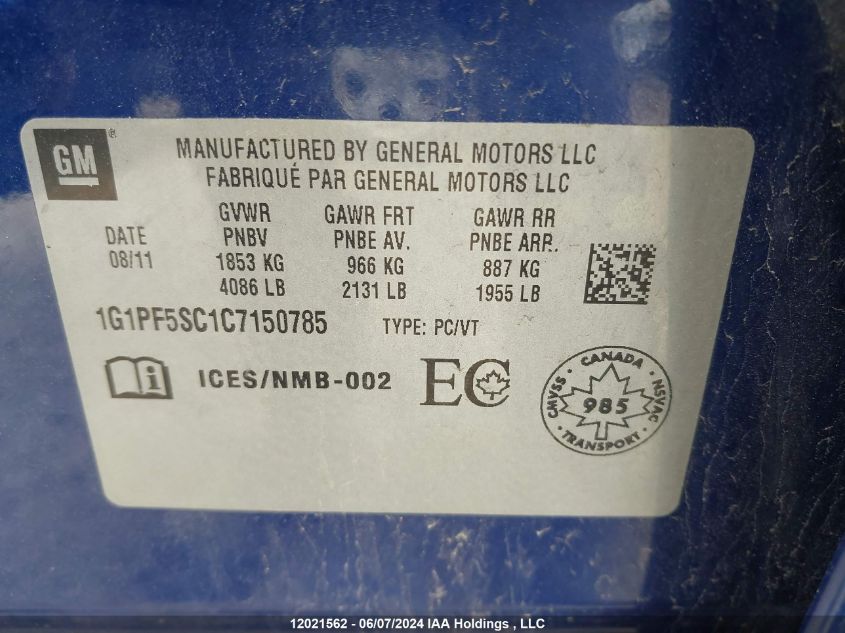 GM®
MANUFACTURED BY GENERAL MOTORS LLC
FABRIQUÉ PAR GENERAL MOTORS LLC
GVWR GAWR FRT GAWR RR
DATE PNBV PNBE AV. PNBE ARR..
08/11 1853 KG 966 KG 887 KG
4086 LB 2131 LB 1955 LB
1G1PF5SC1C7150785 TYPE: PC/VT
i ICES/NMB-002 EC
CMVSS • CANADA • NSVAC
985
• TRANSPORT •
12021562 - 06/07/2024 IAA Holdings, LLC.